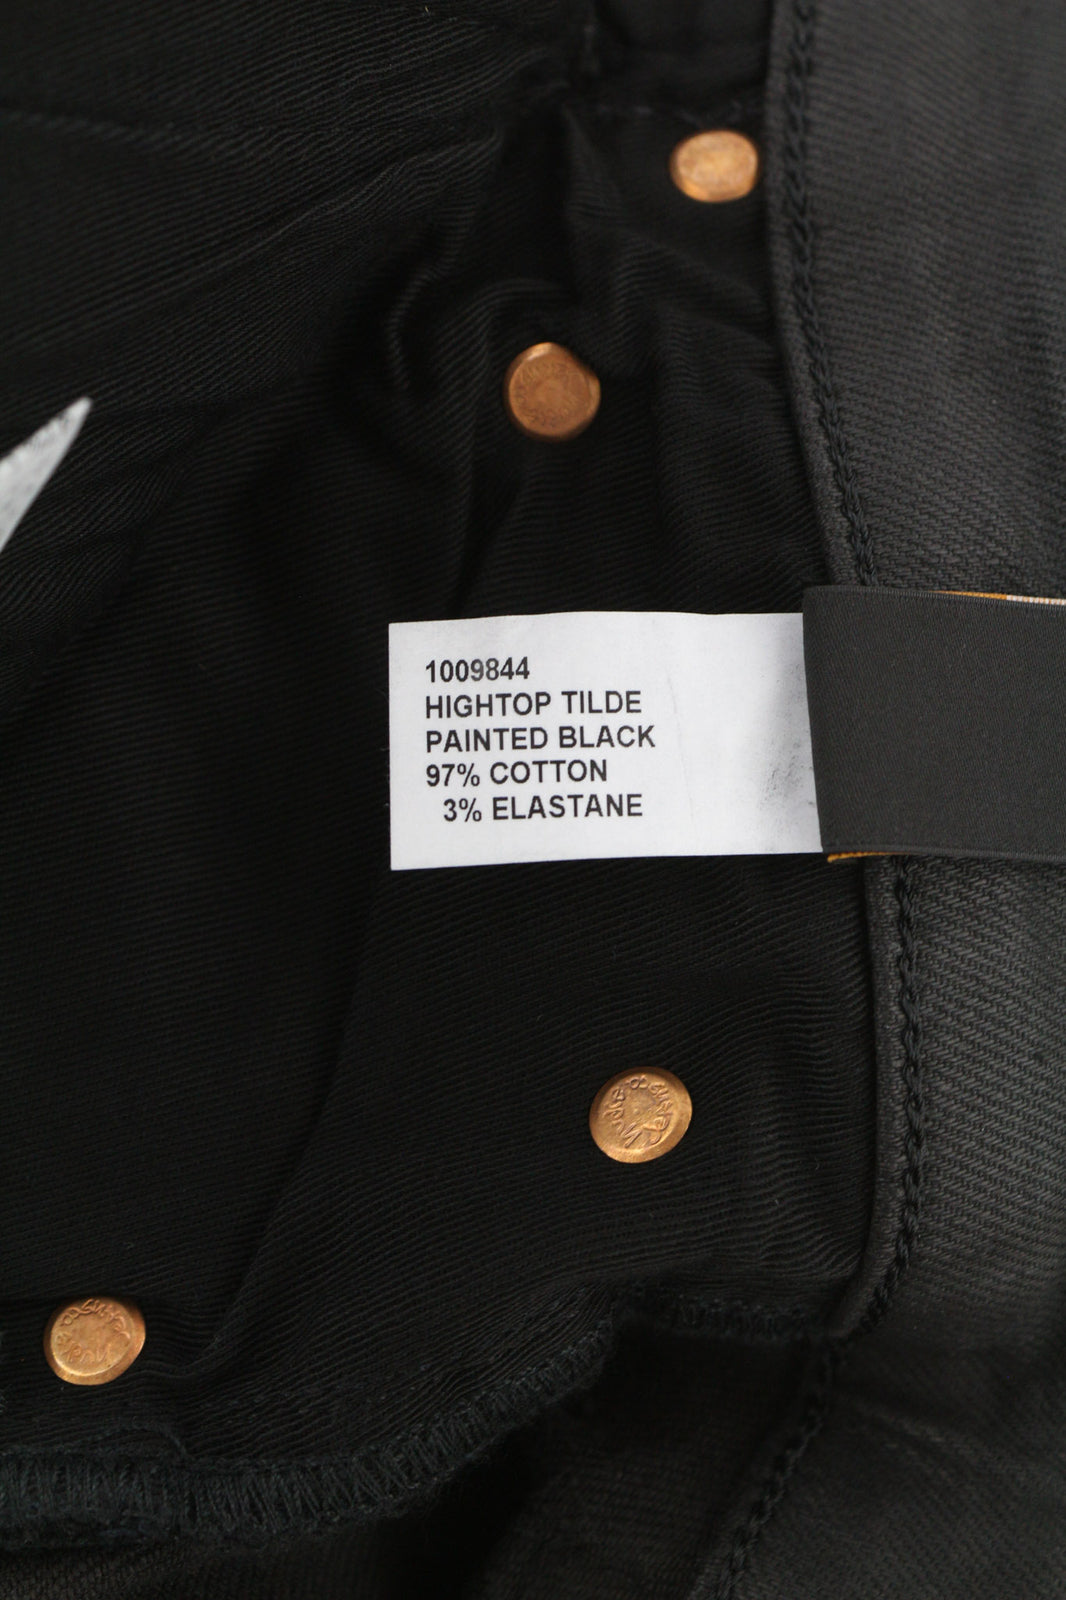 1009844
HIGHTOP TILDE
PAINTED BLACK
97% COTTON
3% ELASTANE